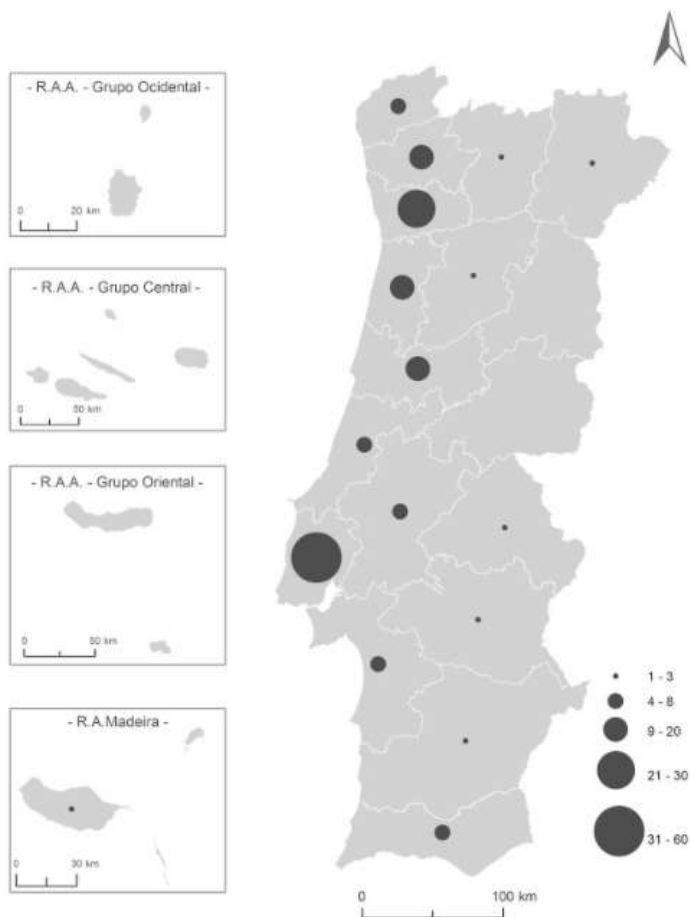 - R.A.A. - Grupo Ocidental -
0 20 km
- R.A.A. - Grupo Central -
0 50 km
- R.A.A. - Grupo Oriental -
0 50 km
- R.A.Madeira -
0 30 km
1 - 3
4 - 8
9 - 20
21 - 30
31 - 60
0 100 km